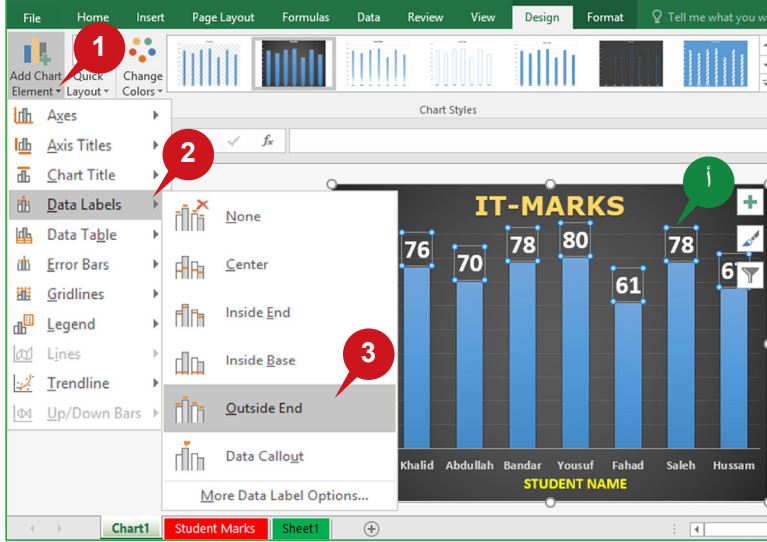 File Home Insert Page Layout Formulas Data Review View Design Format Tell me what you w
1
Add Chart Element
Quick Layout
Change Colors
Chart Styles
fx
Axes
Axis Titles
Chart Title
Data Labels
Data Table
Error Bars
Gridlines
Legend
Lines
Trendline
Up/Down Bars
2
None
Center
Inside End
Inside Base
Outside End
Data Callout
More Data Label Options...
3
أ
IT-MARKS
76 70 78 80 61 78
Khalid Abdullah Bandar Yousuf Fahad Saleh Hussam
STUDENT NAME
Chart1 Student Marks Sheet1